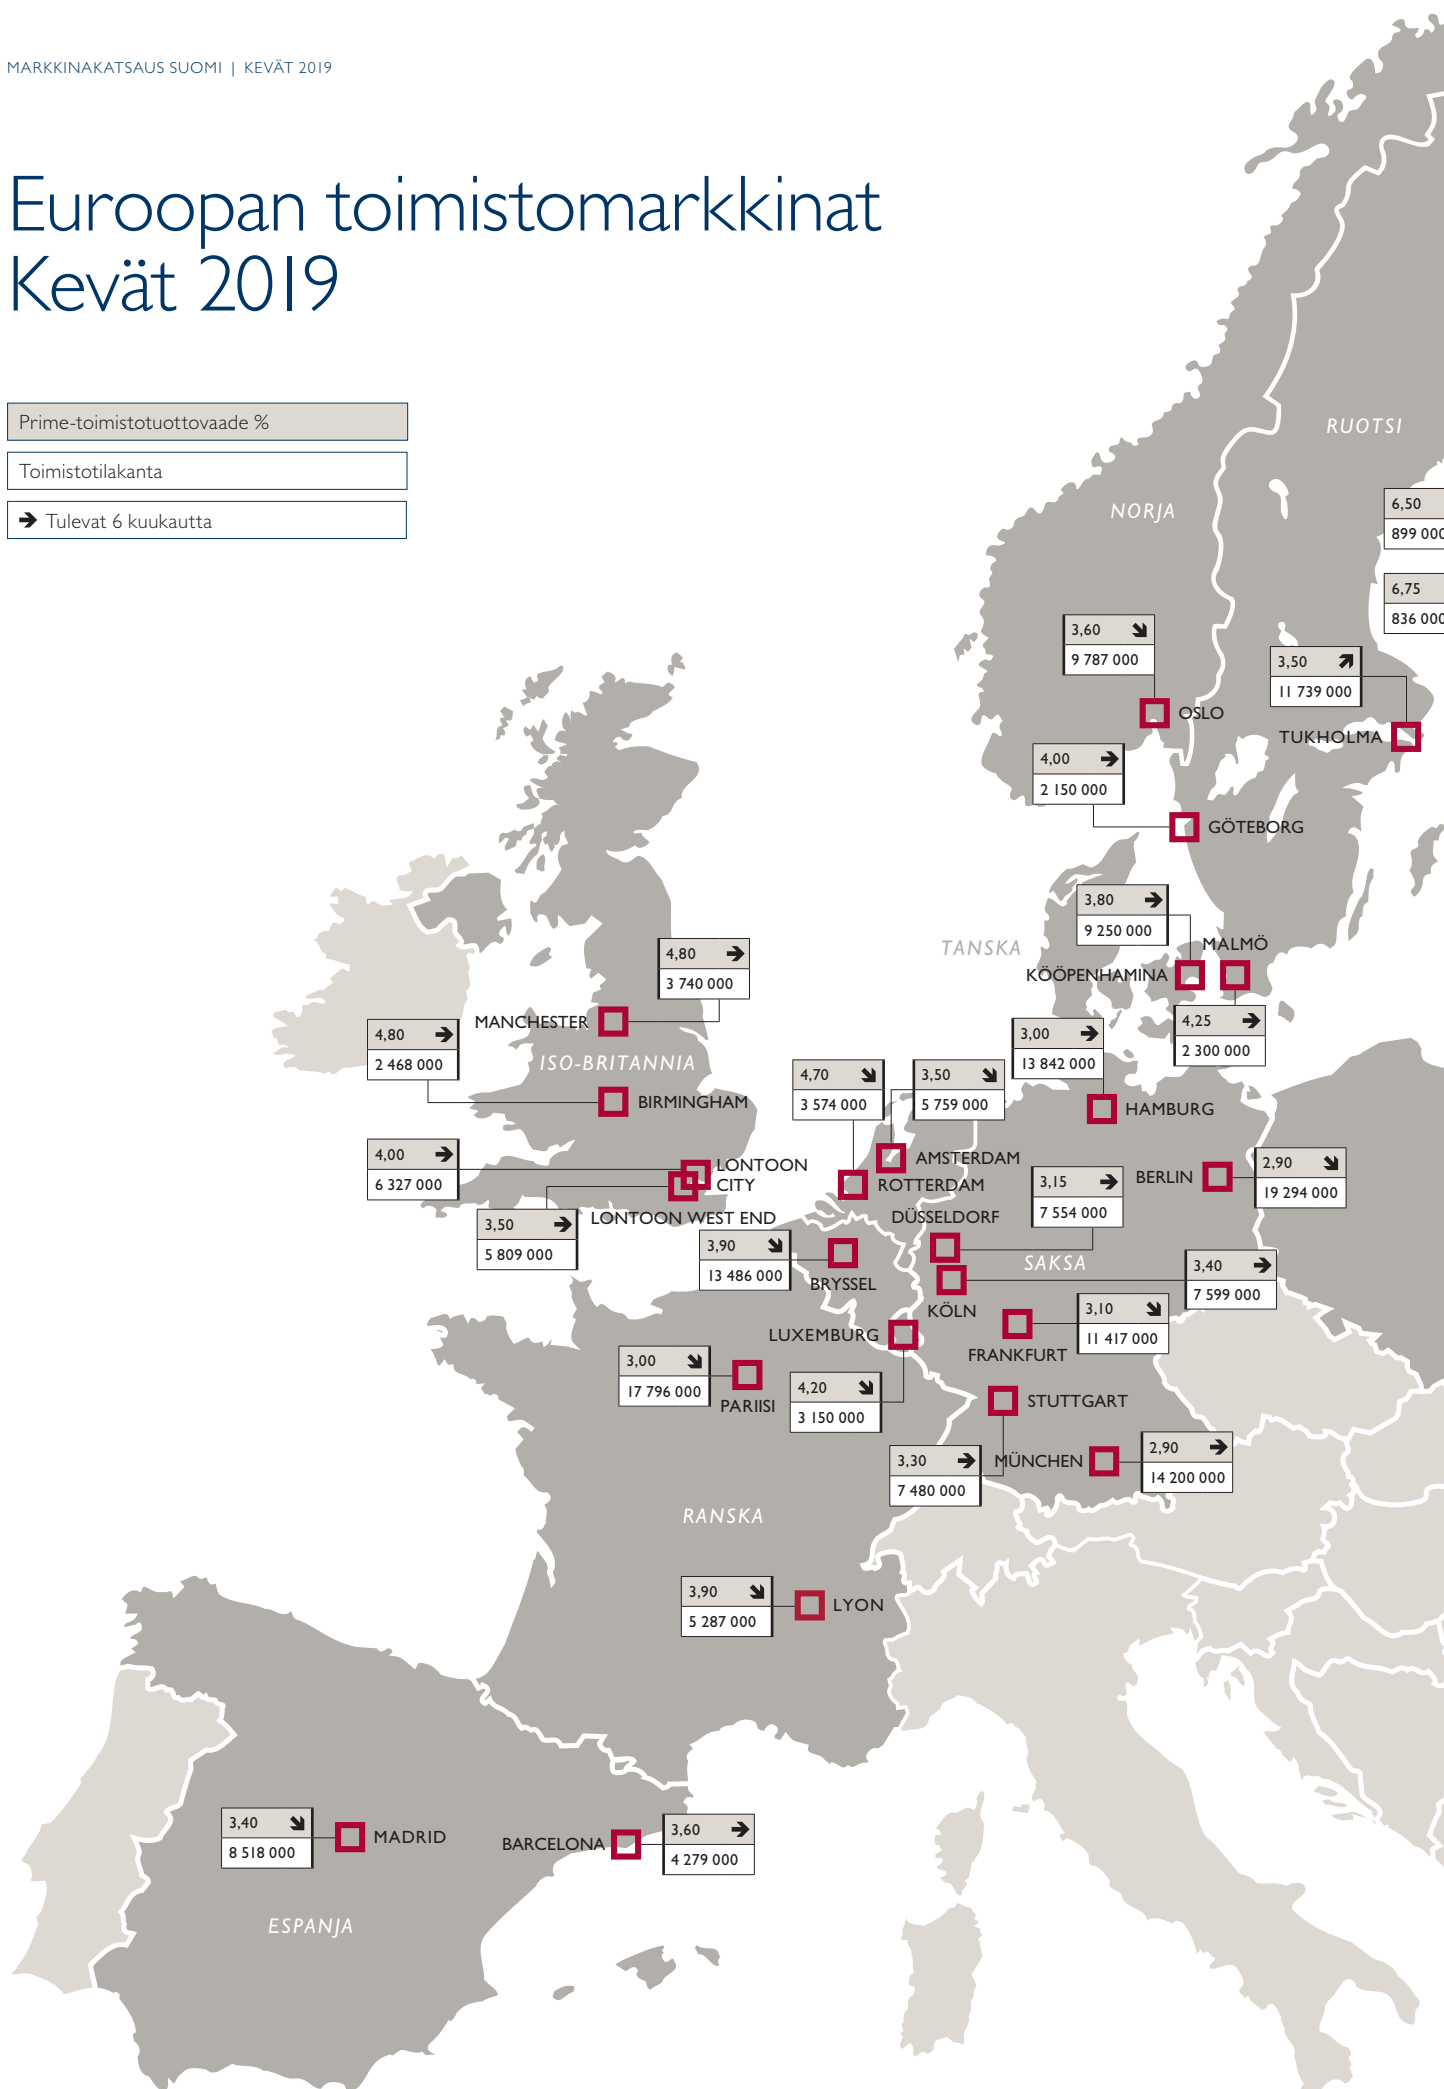 MARKKINAKATSAUS SUOMI | KEVÄT 2019
Euroopan toimistomarkkinat
Kevät 2019
Prime-toimistotuottovaade %
Toimistotilakanta
➔ Tulevat 6 kuukautta
RUOTSI
NORJA
6,50
899 000
6,75
836 000
3,60
9 787 000
OSLO
3,50
11 739 000
TUKHOLMA
4,00
2 150 000
GÖTEBORG
3,80
9 250 000
TANSKA
MALMÖ
KÖÖPENHAMINA
4,25
2 300 000
4,80
3 740 000
MANCHESTER
ISO-BRITANNIA
4,80
2 468 000
BIRMINGHAM
3,00
13 842 000
HAMBURG
4,70
3 574 000
3,50
5 759 000
AMSTERDAM
ROTTERDAM
4,00
6 327 000
LONTOON
CITY
3,50
5 809 000
LONTOON WEST END
BERLIN
2,90
19 294 000
3,15
7 554 000
DÜSSELDORF
3,90
13 486 000
BRYSSEL
SAKSA
3,40
7 599 000
KÖLN
3,10
11 417 000
FRANKFURT
LUXEMBURG
4,20
3 150 000
3,00
17 796 000
PARIISI
STUTTGART
3,30
7 480 000
MÜNCHEN
2,90
14 200 000
RANSKA
3,90
5 287 000
LYON
3,40
8 518 000
MADRID
BARCELONA
3,60
4 279 000
ESPANJA